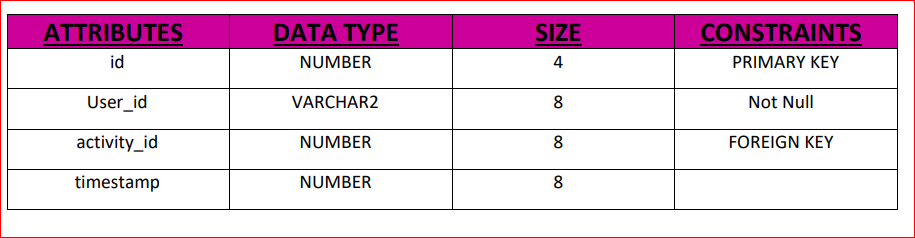 ATTRIBUTES DATA TYPE SIZE CONSTRAINTS
id NUMBER 4 PRIMARY KEY
User_id VARCHAR2 8 Not Null
activity_id NUMBER 8 FOREIGN KEY
timestamp NUMBER 8